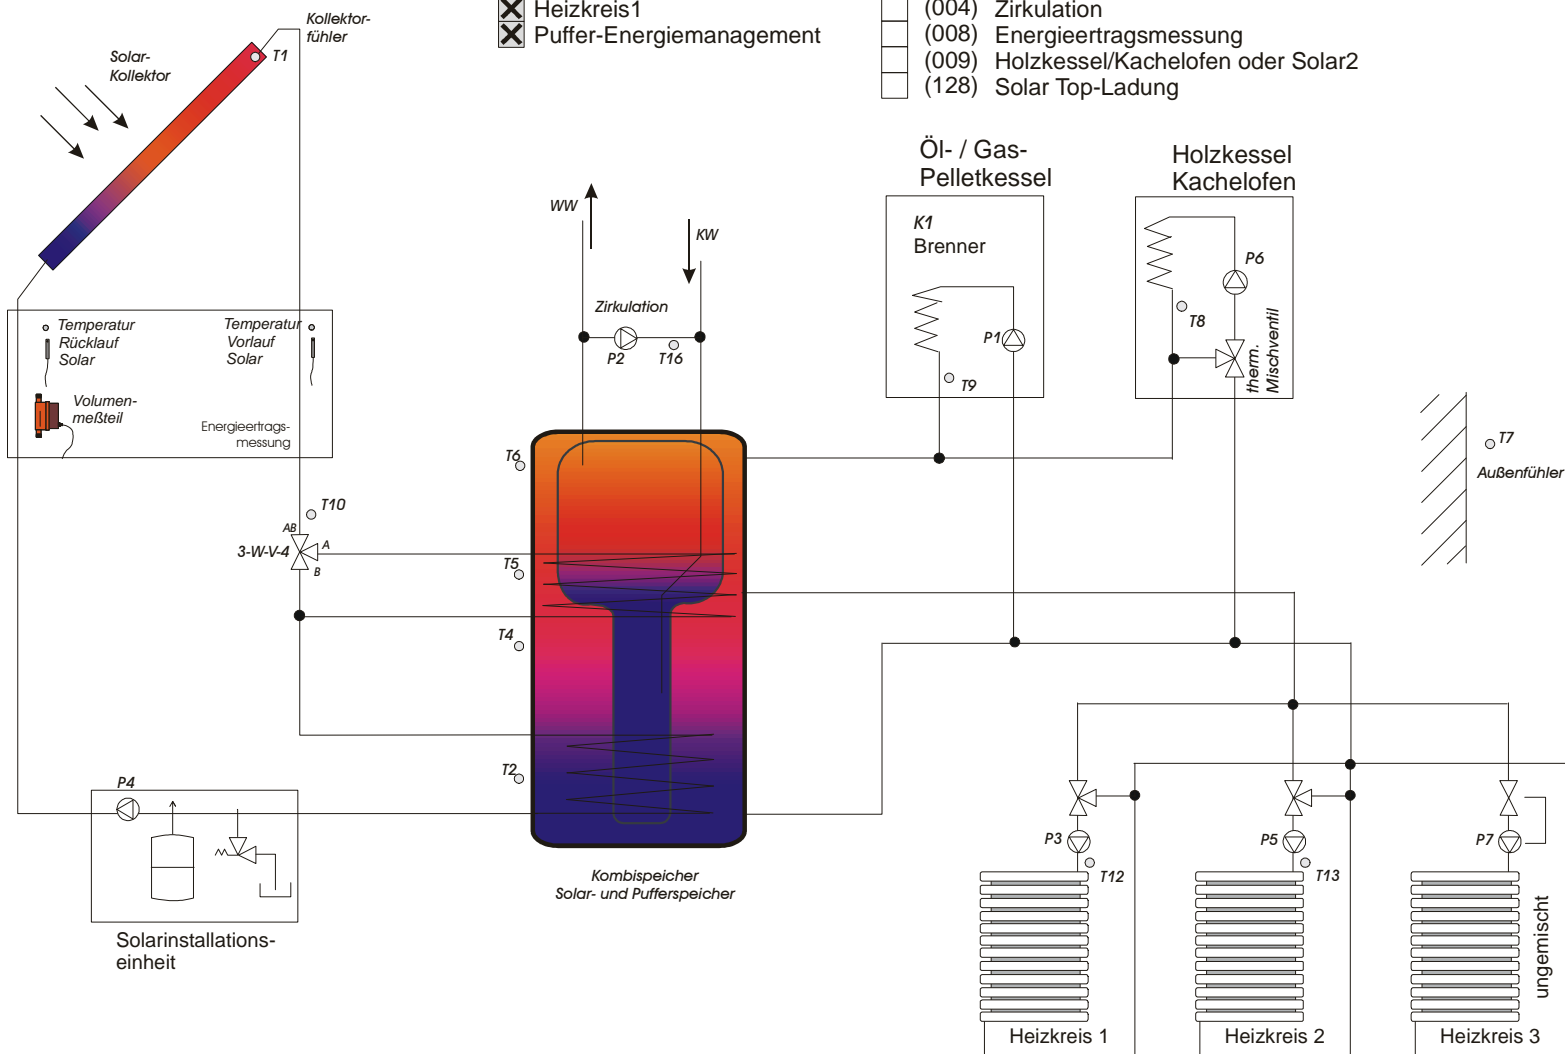 Heizkreis1
Puffer-Energiemanagement
(004) Zirkulation
(008) Energieertragsmessung
(009) Holzkessel/Kachelofen oder Solar2
(128) Solar Top-Ladung
Kollektor-
fühler
T1
Solar-
Kollektor
Öl- / Gas-
Pelletkessel
Holzkessel
Kachelofen
K1
Brenner
P1
T9
P6
T8
therm.
Mischventil
WW
KW
Zirkulation
P2
T16
Temperatur
Rücklauf
Solar
Temperatur
Vorlauf
Solar
Volumen-
meßteil
Energieertrags-
messung
T7
Außenfühler
T6
T10
AB
3-W-V-4
A
B
T5
T4
T2
P4
Solarinstallations-
einheit
Kombispeicher
Solar- und Pufferspeicher
P3
T12
P5
T13
P7
ungemischt
Heizkreis 1
Heizkreis 2
Heizkreis 3